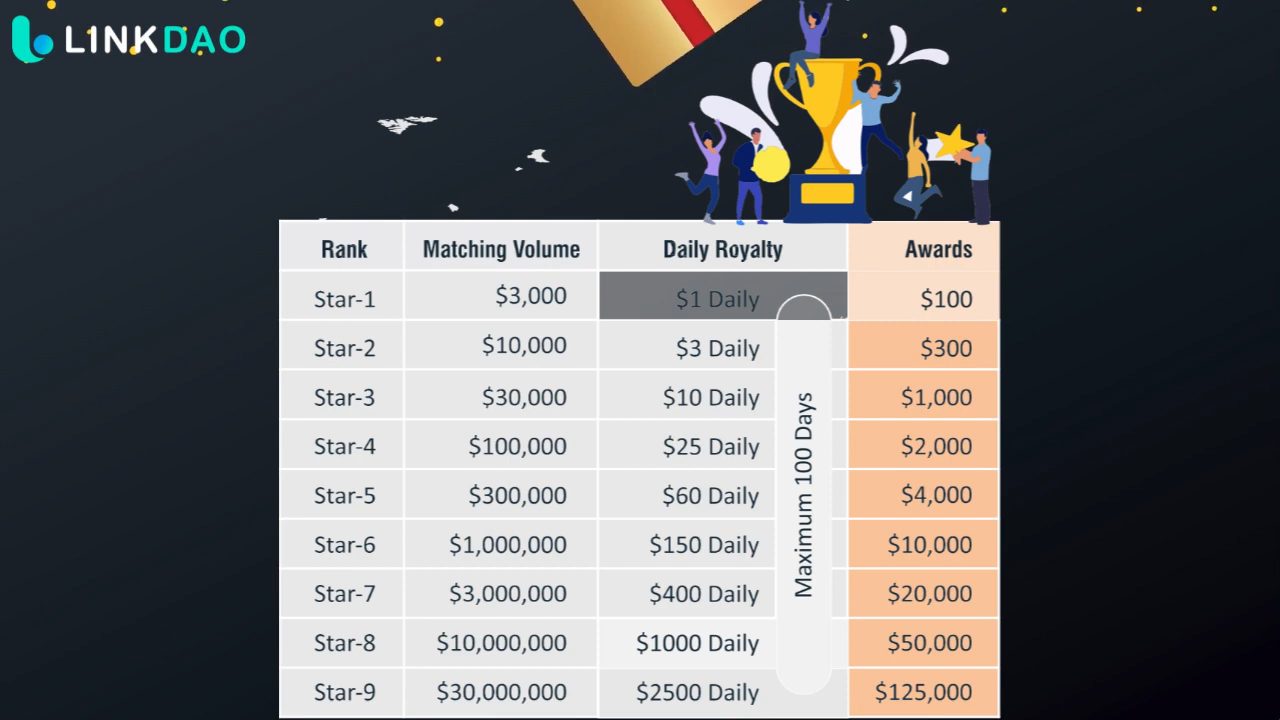 LINKDAO
Rank Matching Volume Daily Royalty Awards
Star-1 $3,000 $1 Daily $100
Star-2 $10,000 $3 Daily $300
Star-3 $30,000 $10 Daily $1,000
Star-4 $100,000 $25 Daily $2,000
Star-5 $300,000 $60 Daily $4,000
Star-6 $1,000,000 $150 Daily $10,000
Star-7 $3,000,000 $400 Daily $20,000
Star-8 $10,000,000 $1000 Daily $50,000
Star-9 $30,000,000 $2500 Daily $125,000
Maximum 100 Days